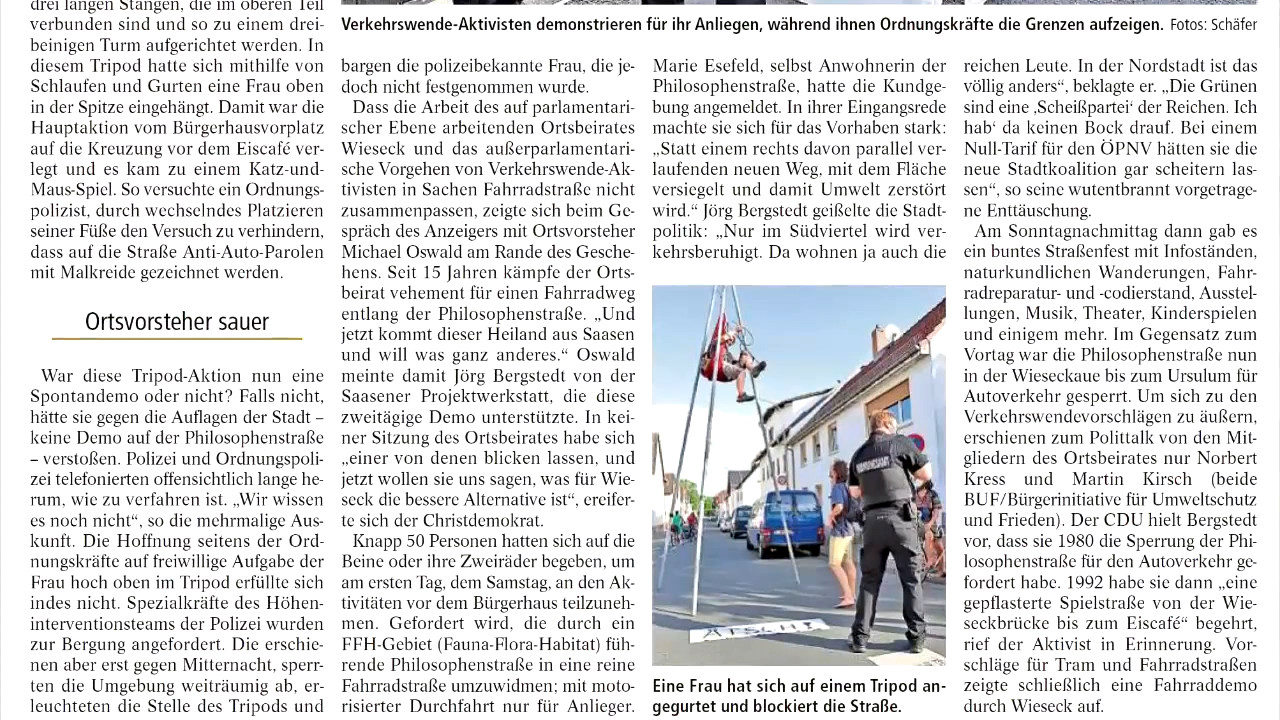 drei langen Stangen, die im oberen Teil
verbunden sind und so zu einem drei-
beinigen Turm aufgerichtet werden. In
diesem Tripod hatte sich mithilfe von
Schlaufen und Gurten eine Frau oben
in der Spitze eingehängt. Damit war die
Hauptaktion vom Bürgerhausvorplatz
auf die Kreuzung vor dem Eiscafé ver-
legt und es kam zu einem Katz-und-
Maus-Spiel. So versuchte ein Ordnungs-
polizist, durch wechselndes Platzieren
seiner Füße den Versuch zu verhindern,
dass auf die Straße Anti-Auto-Parolen
mit Malkreide gezeichnet werden.
Ortsvorsteher sauer
War diese Tripod-Aktion nun eine
Spontandemo oder nicht? Falls nicht,
hätte sie gegen die Auflagen der Stadt –
keine Demo auf der Philosophenstraße
– verstoßen. Polizei und Ordnungspoli-
zei telefonierten offensichtlich lange he-
rum, wie zu verfahren ist. „Wir wissen
es noch nicht“, so die mehrmalige Aus-
kunft. Die Hoffnung seitens der Ord-
nungskräfte auf freiwillige Aufgabe der
Frau hoch oben im Tripod erfüllte sich
indes nicht. Spezialkräfte des Höhen-
interventionsteams der Polizei wurden
zur Bergung angefordert. Die erschie-
nen aber erst gegen Mitternacht, sperr-
ten die Umgebung weiträumig ab, er-
leuchteten die Stelle des Tripods und
Verkehrswende-Aktivisten demonstrieren für ihr Anliegen, während ihnen Ordnungskräfte die Grenzen aufzeigen. Fotos: Schäfer
bargen die polizeibekannte Frau, die je-
doch nicht festgenommen wurde.
Dass die Arbeit des auf parlamentari-
scher Ebene arbeitenden Ortsbeirates
Wieseck und das außerparlamentari-
sche Vorgehen von Verkehrswende-Ak-
tivisten in Sachen Fahrradstraße nicht
zusammenpassen, zeigte sich beim Ge-
spräch des Anzeigers mit Ortsvorsteher
Michael Oswald am Rande des Gesche-
hens. Seit 15 Jahren kämpfe der Orts-
beirat vehement für einen Fahrradweg
entlang der Philosophenstraße. „Und
jetzt kommt dieser Heiland aus Saasen
und will was ganz anderes.“ Oswald
meinte damit Jörg Bergstedt von der
Saasener Projektwerkstatt, die diese
zweitägige Demo unterstützte. In kei-
ner Sitzung des Ortsbeirates habe sich
„einer von denen blicken lassen, und
jetzt wollen sie uns sagen, was für Wie-
seck die bessere Alternative ist“, ereifer-
te sich der Christdemokrat.
Knapp 50 Personen hatten sich auf die
Beine oder ihre Zweiräder begeben, um
am ersten Tag, dem Samstag, an den Ak-
tivitäten vor dem Bürgerhaus teilzuneh-
men. Gefordert wird, die durch ein
FFH-Gebiet (Fauna-Flora-Habitat) füh-
rende Philosophenstraße in eine reine
Fahrradstraße umzuwidmen; mit moto-
risierter Durchfahrt nur für Anlieger.
Marie Esefeld, selbst Anwohnerin der
Philosophenstraße, hatte die Kundge-
bung angemeldet. In ihrer Eingangsrede
machte sie sich für das Vorhaben stark:
„Statt einem rechts davon parallel ver-
laufenden neuen Weg, mit dem Fläche
versiegelt und damit Umwelt zerstört
wird.“ Jörg Bergstedt geißelte die Stadt-
politik: „Nur im Südviertel wird ver-
kehrsberuhigt. Da wohnen ja auch die
Eine Frau hat sich auf einem Tripod an-
gegurtet und blockiert die Straße.
reichen Leute. In der Nordstadt ist das
völlig anders“, beklagte er. „Die Grünen
sind eine ‚Scheißpartei‘ der Reichen. Ich
hab‘ da keinen Bock drauf. Bei einem
Null-Tarif für den ÖPNV hätten sie die
neue Stadtkoalition gar scheitern las-
sen“, so seine wutentbrannt vorgetrage-
ne Enttäuschung.
Am Sonntagnachmittag dann gab es
ein buntes Straßenfest mit Infoständen,
naturkundlichen Wanderungen, Fahr-
radreparatur- und -codierstand, Ausstel-
lungen, Musik, Theater, Kinderspielen
und einigem mehr. Im Gegensatz zum
Vortag war die Philosophenstraße nun
in der Wieseckaue bis zum Ursulum für
Autoverkehr gesperrt. Um sich zu den
Verkehrswendevorschlägen zu äußern,
erschienen zum Polittalk von den Mit-
gliedern des Ortsbeirates nur Norbert
Kress und Martin Kirsch (beide
BUF/Bürgerinitiative für Umweltschutz
und Frieden). Der CDU hielt Bergstedt
vor, dass sie 1980 die Sperrung der Phi-
losophenstraße für den Autoverkehr ge-
fordert habe. 1992 habe sie dann „eine
gepflasterte Spielstraße von der Wie-
seckbrücke bis zum Eiscafé“ begehrt,
rief der Aktivist in Erinnerung. Vor-
schläge für Tram und Fahrradstraßen
zeigte schließlich eine Fahrraddemo
durch Wieseck auf.